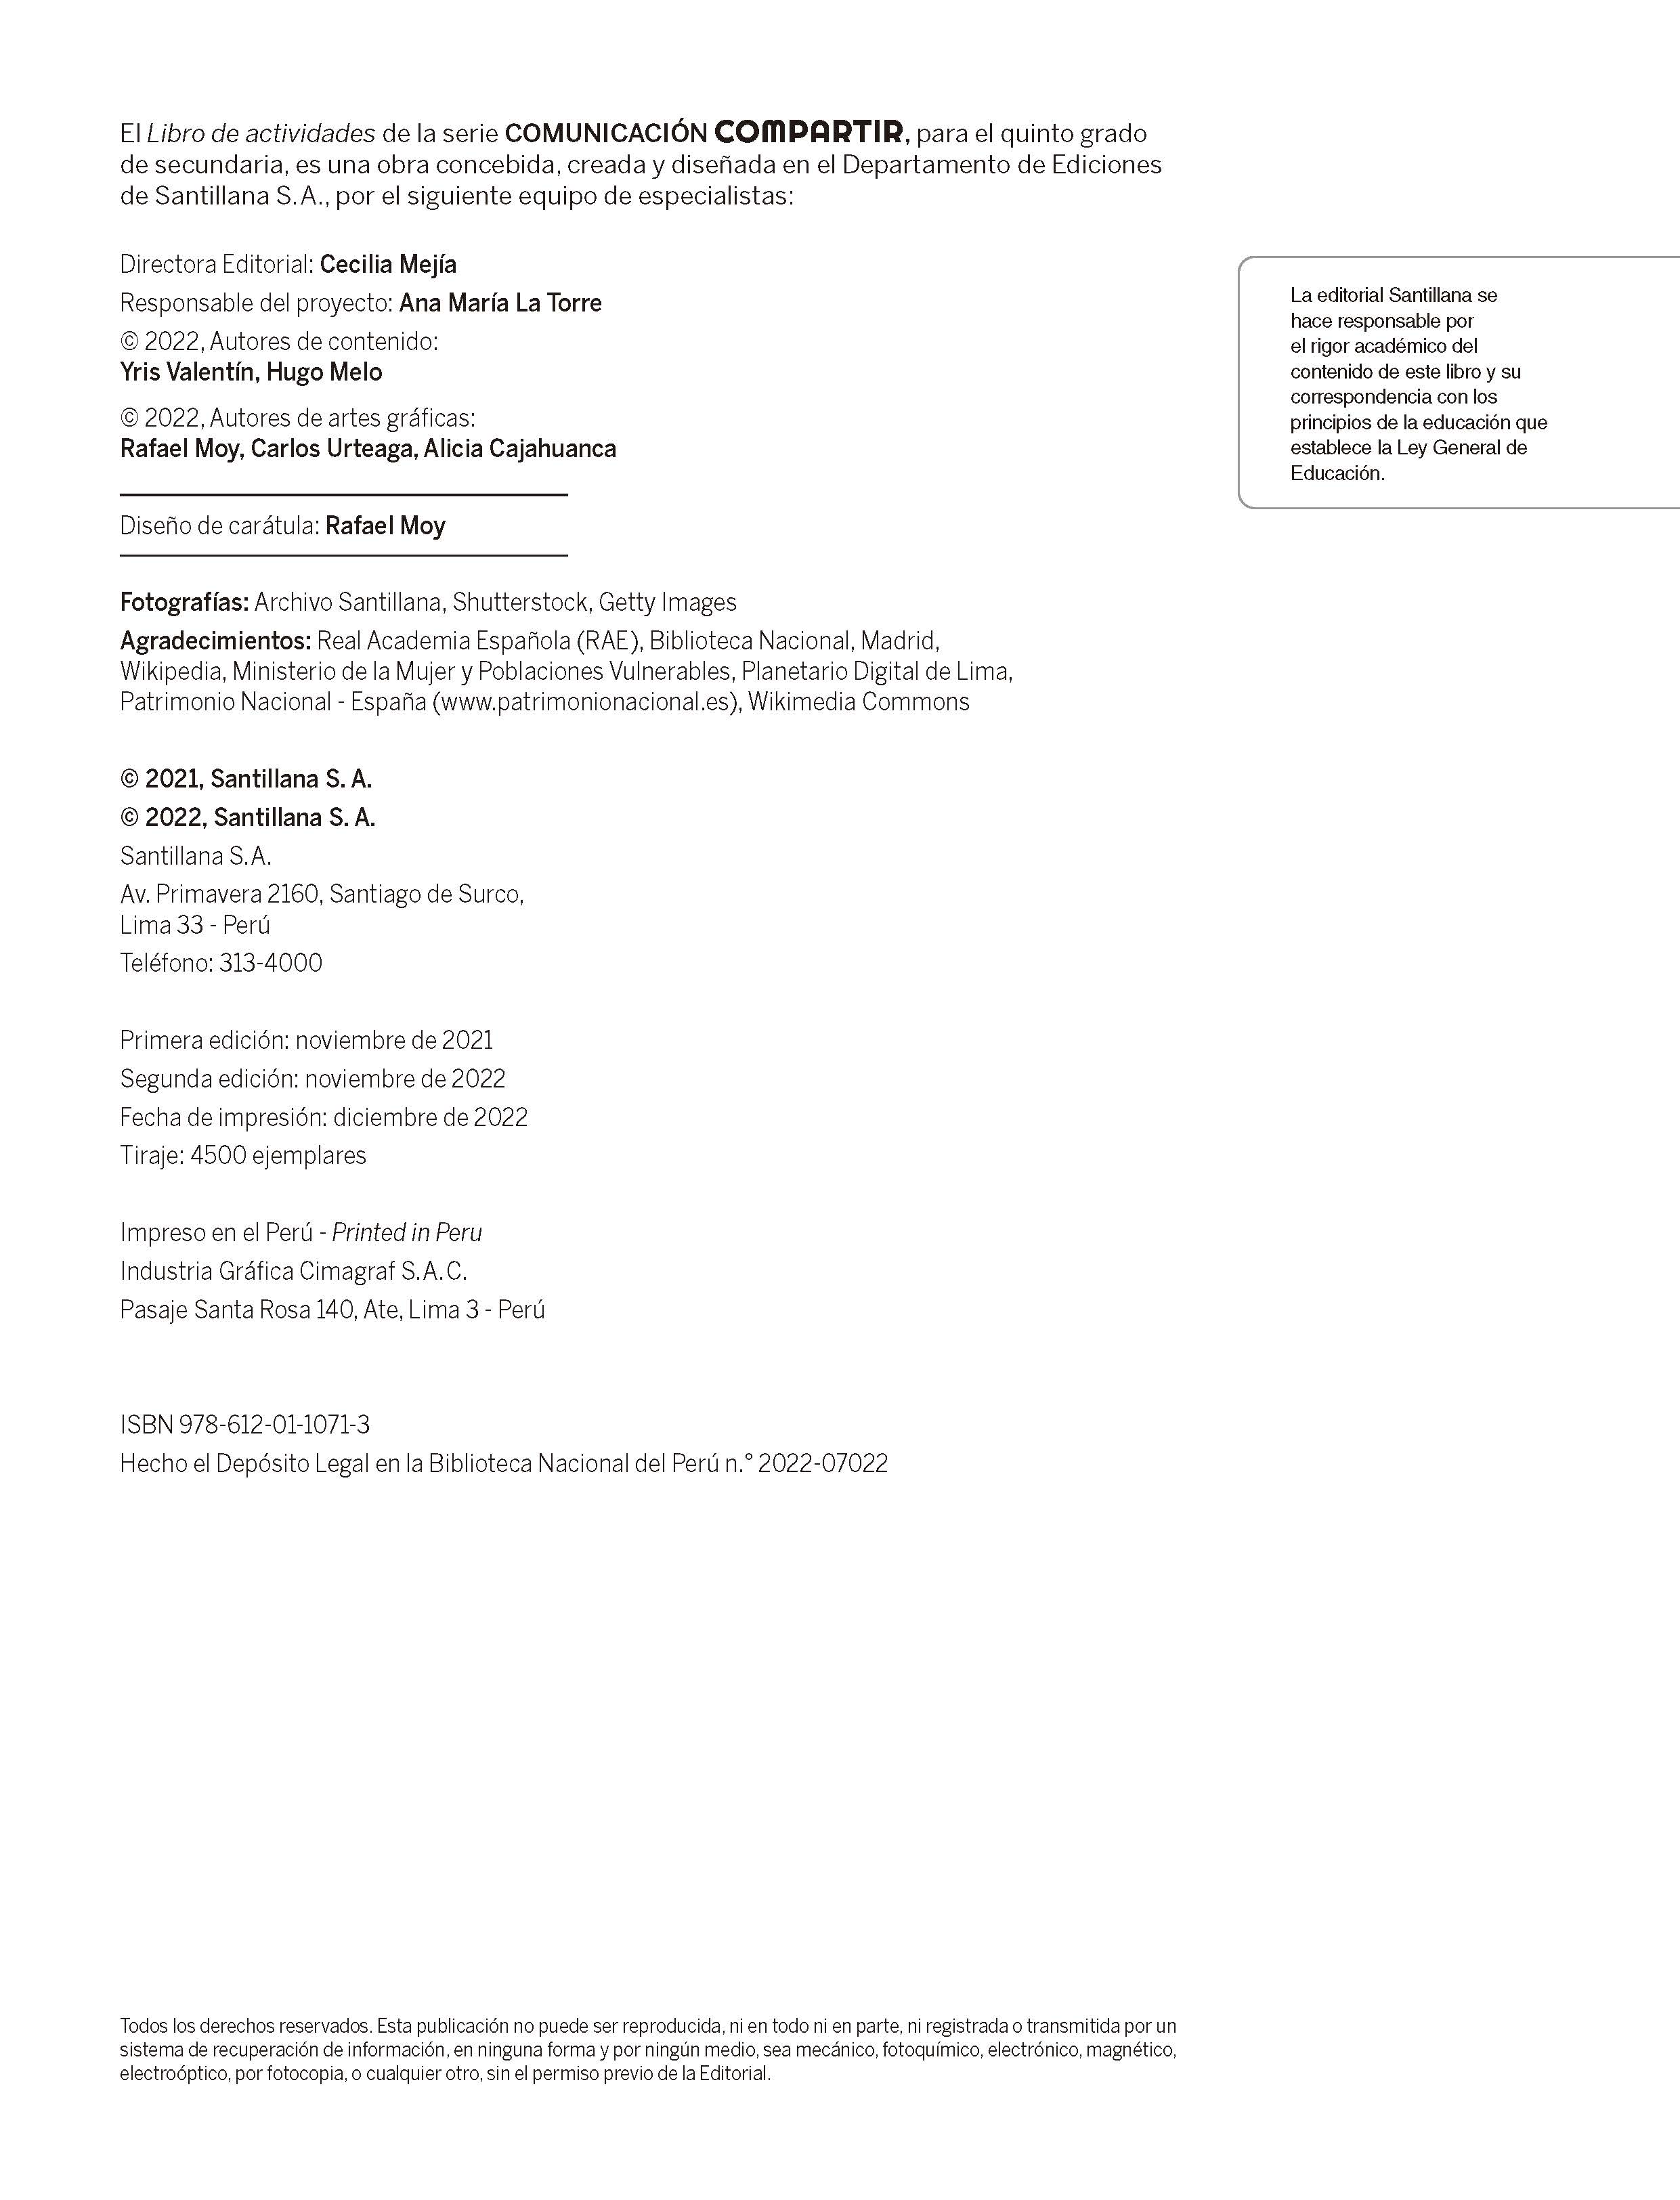 El Libro de actividades de la serie COMUNICACIÓN COMPARTIR, para el quinto grado
de secundaria, es una obra concebida, creada y diseñada en el Departamento de Ediciones
de Santillana S.A., por el siguiente equipo de especialistas:
Directora Editorial: Cecilia Mejía
Responsable del proyecto: Ana María La Torre
© 2022, Autores de contenido:
Yris Valentín, Hugo Melo
© 2022, Autores de artes gráficas:
Rafael Moy, Carlos Urteaga, Alicia Cajahuanca
Diseño de carátula: Rafael Moy
Fotografías: Archivo Santillana, Shutterstock, Getty Images
Agradecimientos: Real Academia Española (RAE), Biblioteca Nacional, Madrid,
Wikipedia, Ministerio de la Mujer y Poblaciones Vulnerables, Planetario Digital de Lima,
Patrimonio Nacional - España (www.patrimonionacional.es), Wikimedia Commons
© 2021, Santillana S. A.
© 2022, Santillana S. A.
Santillana S.A.
Av. Primavera 2160, Santiago de Surco,
Lima 33 - Perú
Teléfono: 313-4000
Primera edición: noviembre de 2021
Segunda edición: noviembre de 2022
Fecha de impresión: diciembre de 2022
Tiraje: 4500 ejemplares
Impreso en el Perú - Printed in Peru
Industria Gráfica Cimagraf S.A.C.
Pasaje Santa Rosa 140, Ate, Lima 3 - Perú
ISBN 978-612-01-1071-3
Hecho el Depósito Legal en la Biblioteca Nacional del Perú n.° 2022-07022
La editorial Santillana se
hace responsable por
el rigor académico del
contenido de este libro y su
correspondencia con los
principios de la educación que
establece la Ley General de
Educación.
Todos los derechos reservados. Esta publicación no puede ser reproducida, ni en todo ni en parte, ni registrada o transmitida por un
sistema de recuperación de información, en ninguna forma y por ningún medio, sea mecánico, fotoquímico, electrónico, magnético,
electroóptico, por fotocopia, o cualquier otro, sin el permiso previo de la Editorial.